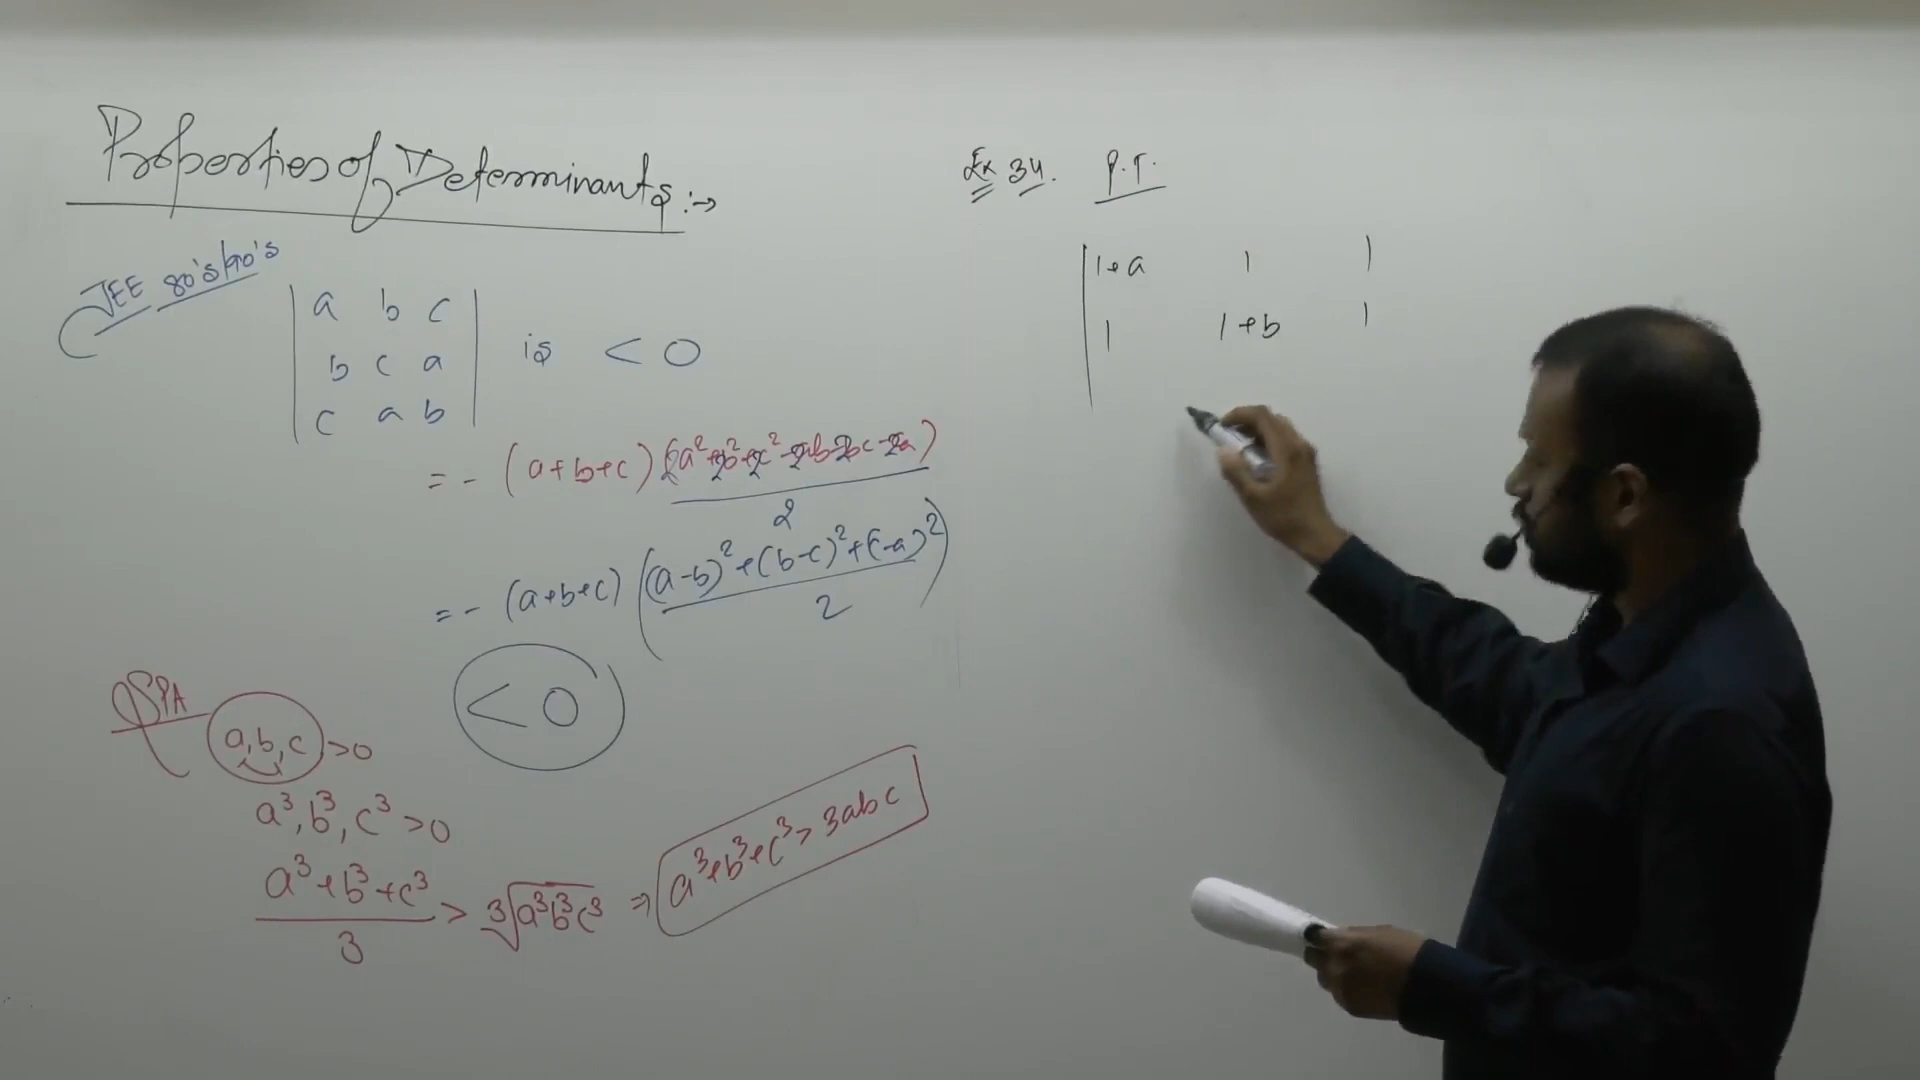 Properties of Determinants :→
JEE 80's/90's
| a b c |
| b c a | is < 0
| c a b |
= - (a+b+c) (2a²+2b²+2c²-2ab-2bc-2a) / 2
= - (a+b+c) ((a-b)²+(b-c)²+(c-a)² / 2)
< 0
a,b,c >0
a³, b³, c³ >0
a³+b³+c³ / 3 > ³√a³b³c³ ⇒ a³+b³+c³ > 3abc
Ex 34. P.T.
| 1+a 1 1
| 1 1+b 1